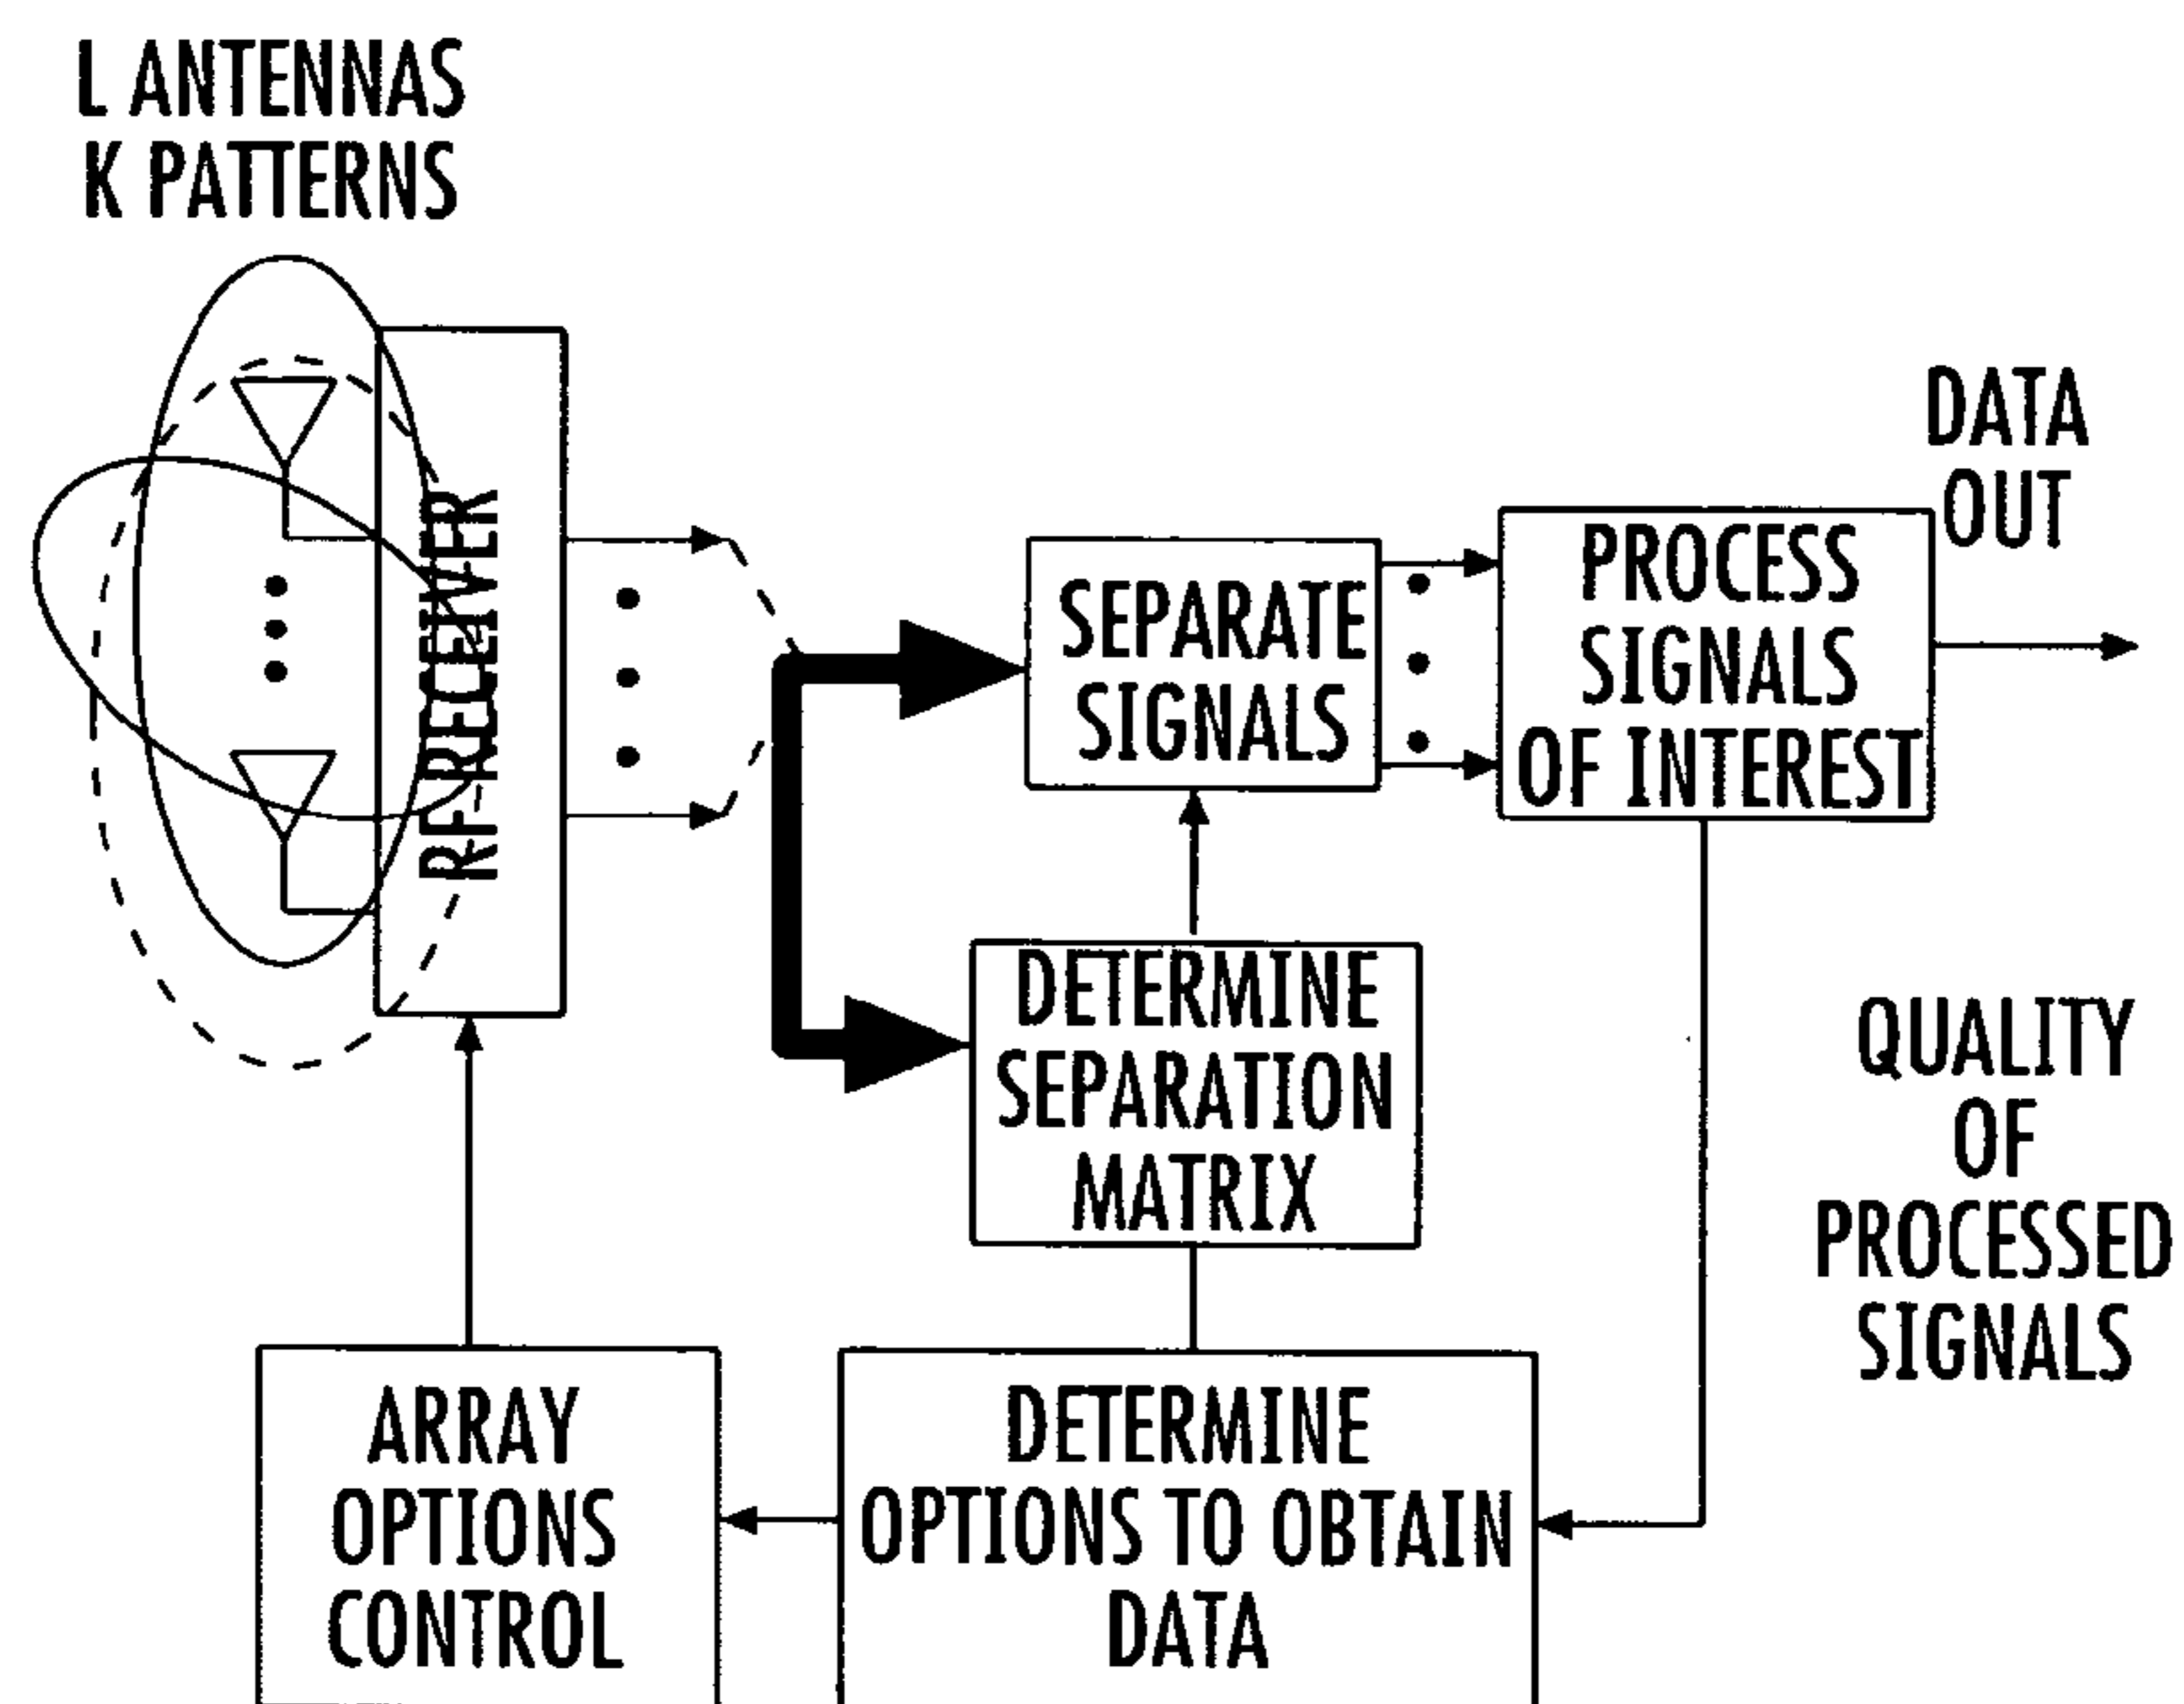 L ANTENNAS
K PATTERNS
RF RECEIVER
SEPARATE
SIGNALS
PROCESS
SIGNALS
OF INTEREST
DATA
OUT
DETERMINE
SEPARATION
MATRIX
QUALITY
OF
PROCESSED
SIGNALS
ARRAY
OPTIONS
CONTROL
DETERMINE
OPTIONS TO OBTAIN
DATA